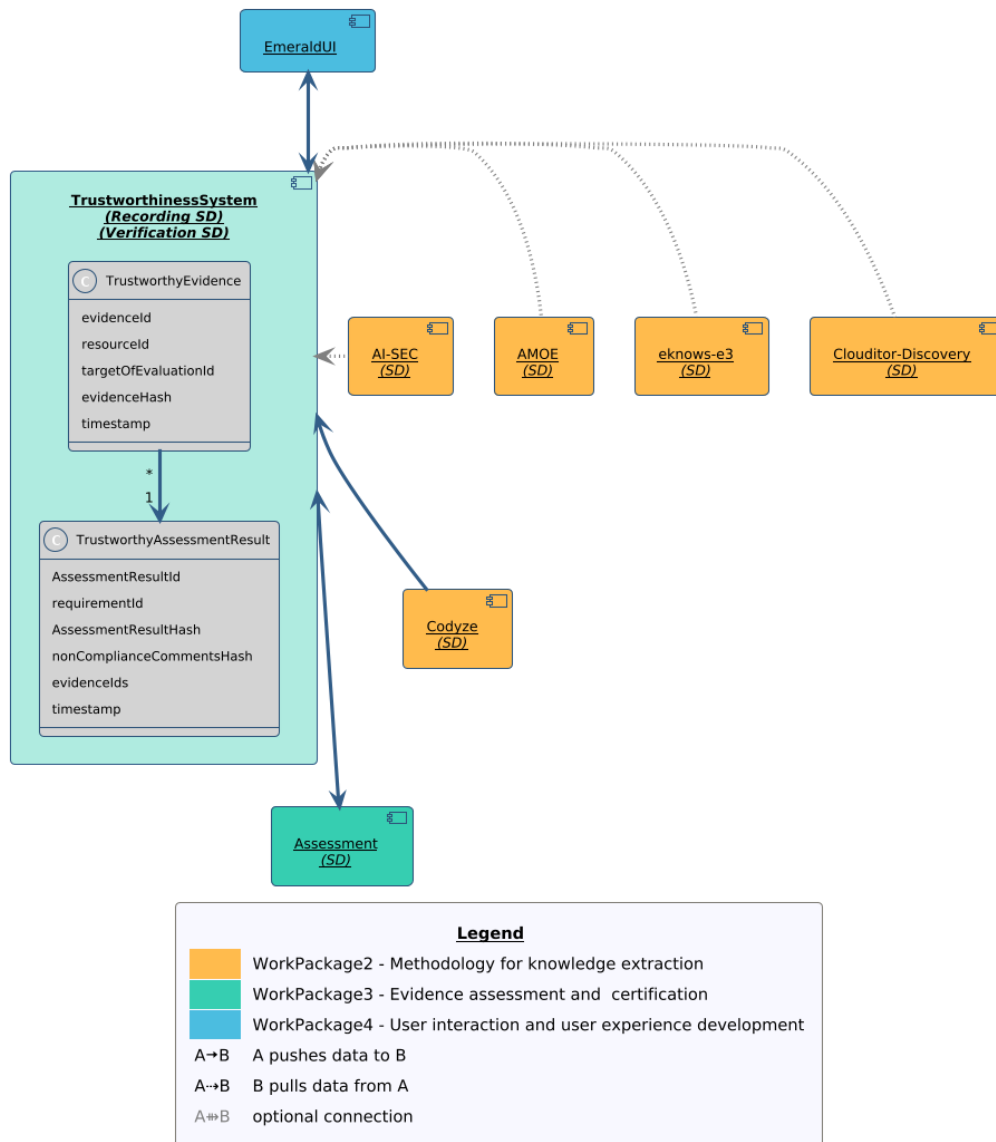 EmeraldUI
TrustworthinessSystem
(Recording SD)
(Verification SD)
C TrustworthyEvidence
evidenceId
resourceId
targetOfEvaluationId
evidenceHash
timestamp
*
1
C TrustworthyAssessmentResult
AssessmentResultId
requirementId
AssessmentResultHash
nonComplianceCommentsHash
evidenceIds
timestamp
AI-SEC
(SD)
AMOE
(SD)
eknows-e3
(SD)
Clouditor-Discovery
(SD)
Codyze
(SD)
Assessment
(SD)
Legend
WorkPackage2 - Methodology for knowledge extraction
WorkPackage3 - Evidence assessment and  certification
WorkPackage4 - User interaction and user experience development
A→B A pushes data to B
A⇢B B pulls data from A
A⤔B optional connection